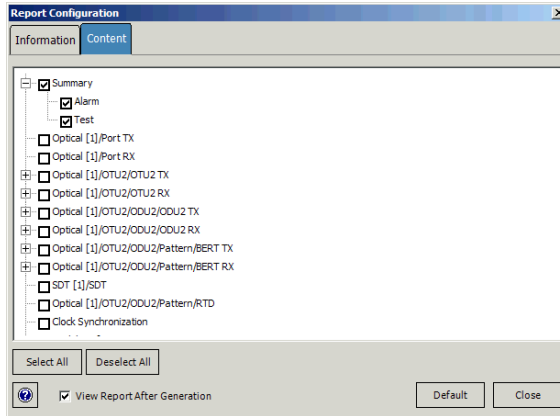 Report Configuration
Information Content
Summary
Alarm
Test
Optical [1]/Port TX
Optical [1]/Port RX
Optical [1]/OTU2/OTU2 TX
Optical [1]/OTU2/OTU2 RX
Optical [1]/OTU2/ODU2/ODU2 TX
Optical [1]/OTU2/ODU2/ODU2 RX
Optical [1]/OTU2/ODU2/Pattern/BERT TX
Optical [1]/OTU2/ODU2/Pattern/BERT RX
SDT [1]/SDT
Optical [1]/OTU2/ODU2/Pattern/RTD
Clock Synchronization
Select All Deselect All
View Report After Generation Default Close